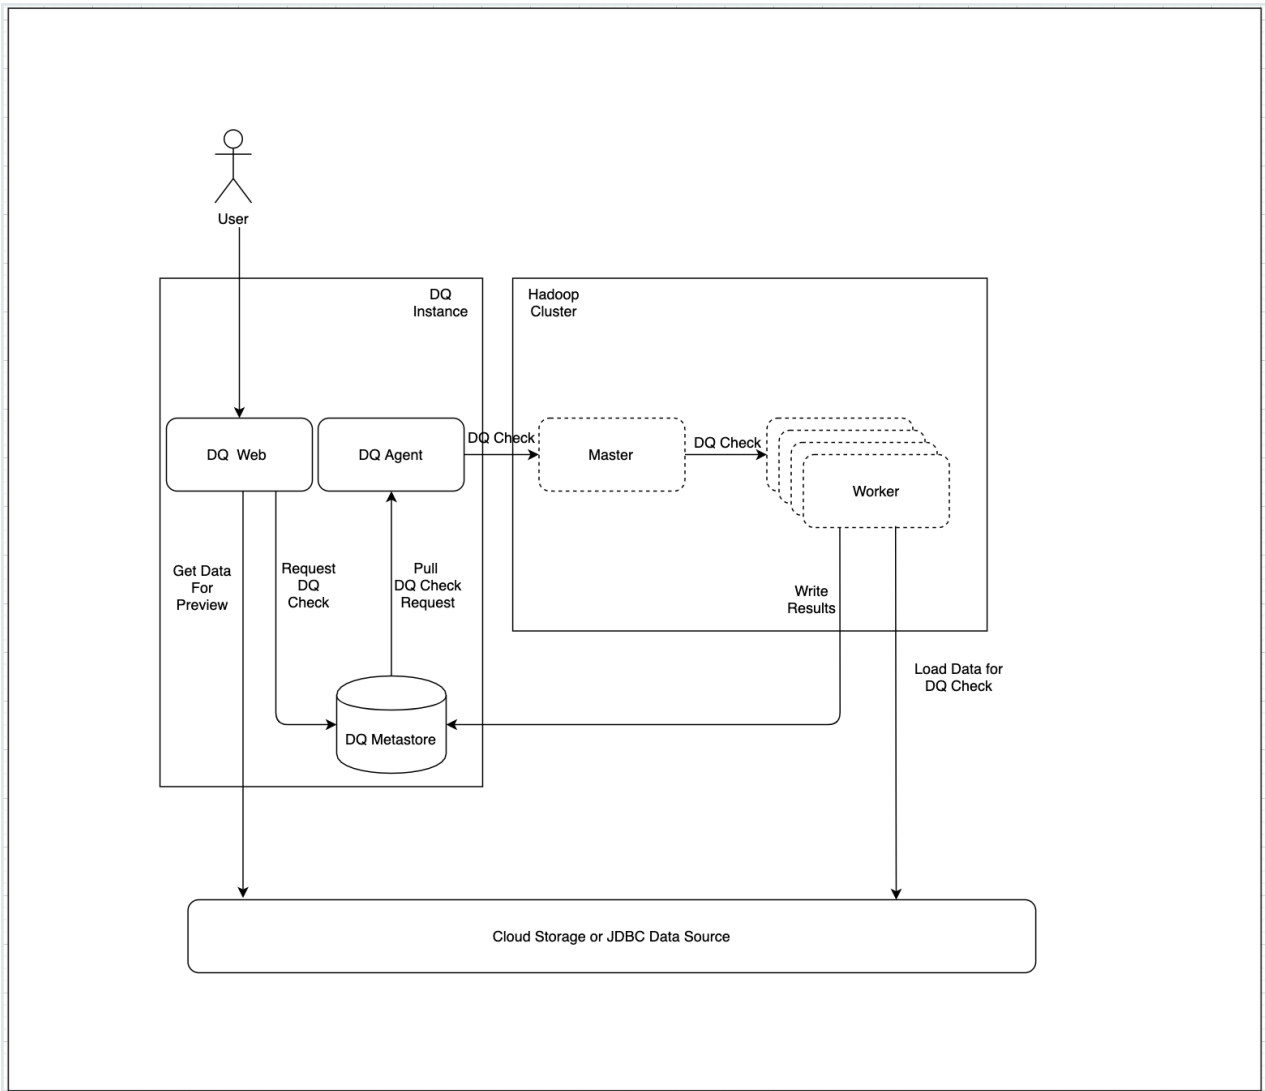 User
DQ
Instance
Hadoop
Cluster
DQ  Web
DQ Agent
DQ Check
Master
DQ Check
Worker
Get Data
For
Preview
Request
DQ
Check
Pull
DQ Check
Request
Write
Results
Load Data for
DQ Check
DQ Metastore
Cloud Storage or JDBC Data Source